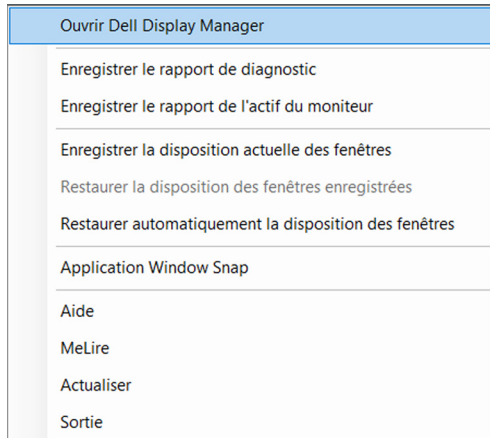 Ouvrir Dell Display Manager
Enregistrer le rapport de diagnostic
Enregistrer le rapport de l'actif du moniteur
Enregistrer la disposition actuelle des fenêtres
Restaurer la disposition des fenêtres enregistrées
Restaurer automatiquement la disposition des fenêtres
Application Window Snap
Aide
MeLire
Actualiser
Sortie